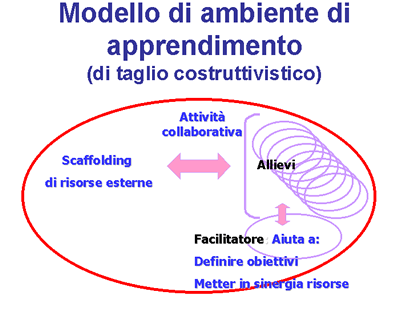 Modello di ambiente di
apprendimento
(di taglio costruttivistico)
Attività
collaborativa
Scaffolding
di risorse esterne
Allievi
Facilitatore: Aiuta a:
Definire obiettivi
Metter in sinergia risorse